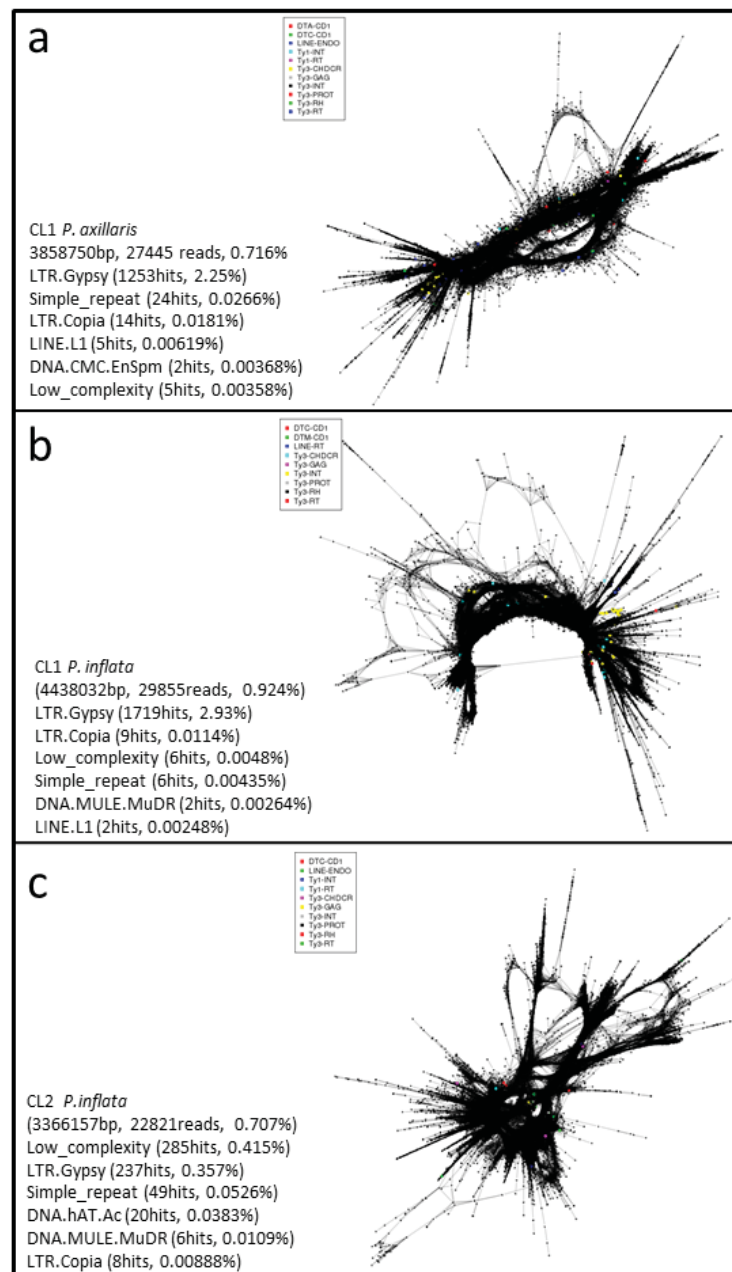 a
DTA-CD1
DTC-CD1
LINE-ENDO
Ty1-INT
Ty1-RT
Ty3-CHDCR
Ty3-GAG
Ty3-INT
Ty3-PROT
Ty3-RH
Ty3-RT
CL1 P. axillaris
3858750bp, 27445 reads, 0.716%
LTR.Gypsy (1253hits, 2.25%)
Simple_repeat (24hits, 0.0266%)
LTR.Copia (14hits, 0.0181%)
LINE.L1 (5hits, 0.00619%)
DNA.CMC.EnSpm (2hits, 0.00368%)
Low_complexity (5hits, 0.00358%)
b
DTC-CD1
DTM-CD1
LINE-RT
Ty3-CHDCR
Ty3-GAG
Ty3-INT
Ty3-PROT
Ty3-RH
Ty3-RT
CL1 P. inflata
(4438032bp, 29855reads, 0.924%)
LTR.Gypsy (1719hits, 2.93%)
LTR.Copia (9hits, 0.0114%)
Low_complexity (6hits, 0.0048%)
Simple_repeat (6hits, 0.00435%)
DNA.MULE.MuDR (2hits, 0.00264%)
LINE.L1 (2hits, 0.00248%)
c
DTC-CD1
LINE-ENDO
Ty1-INT
Ty1-RT
Ty3-CHDCR
Ty3-GAG
Ty3-INT
Ty3-PROT
Ty3-RH
Ty3-RT
CL2 P.inflata
(3366157bp, 22821reads, 0.707%)
Low_complexity (285hits, 0.415%)
LTR.Gypsy (237hits, 0.357%)
Simple_repeat (49hits, 0.0526%)
DNA.hAT.Ac (20hits, 0.0383%)
DNA.MULE.MuDR (6hits, 0.0109%)
LTR.Copia (8hits, 0.00888%)